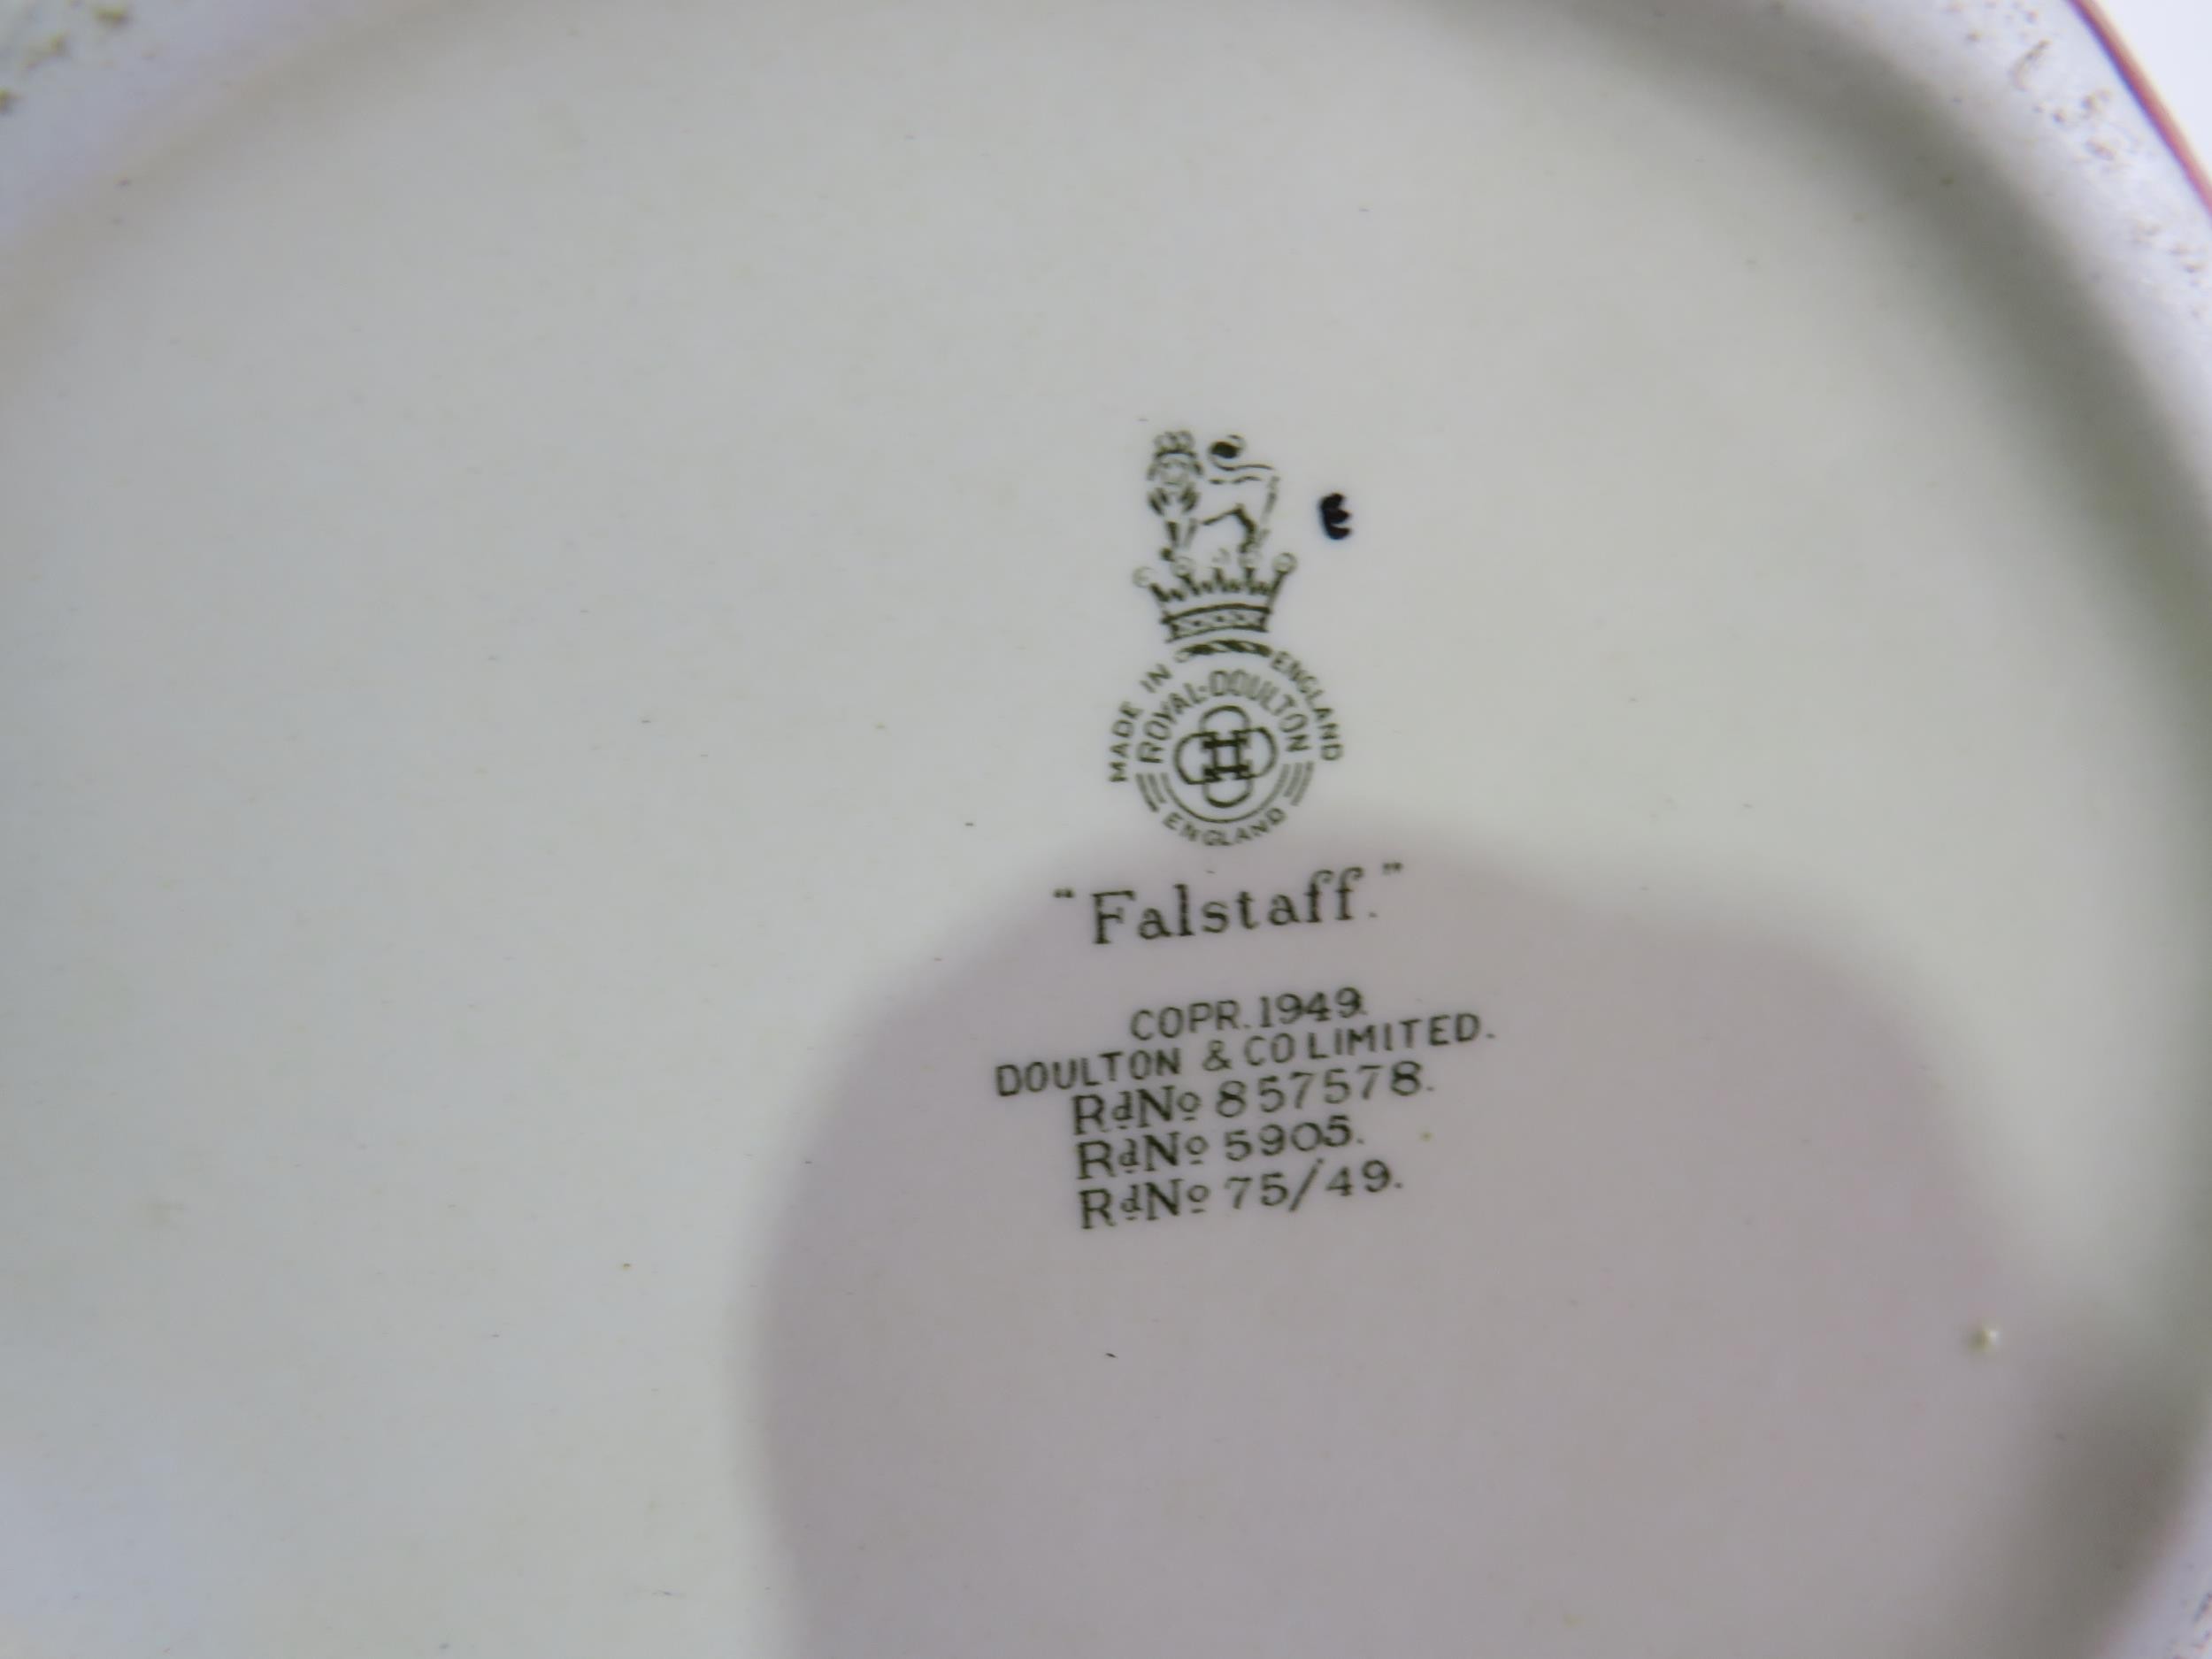 E
MADE IN ENGLAND
ROYAL·DOULTON
ENGLAND
“Falstaff.”
COPR. 1949.
DOULTON & CO LIMITED.
RdNo 857578.
RdNo 5905.
RdNo 75/49.